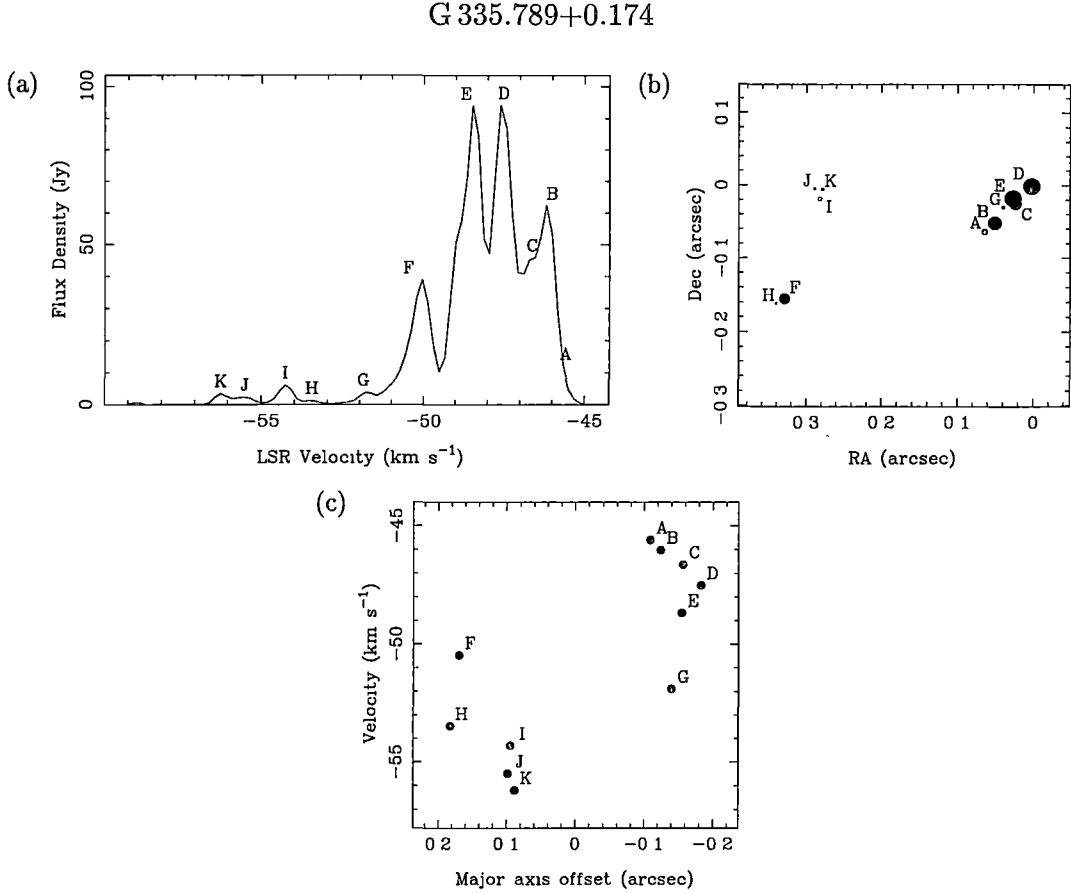 G 335.789+0.174
(a)
100
50
0
Flux Density (Jy)
E
D
B
C
F
A
K
J
I
H
G
−55
−50
−45
LSR Velocity (km s⁻¹)
(b)
0 1
0
−0 1
−0 2
−0 3
Dec (arcsec)
J
K
I
D
E
G
B
C
A
H
F
0 3
0 2
0 1
0
RA (arcsec)
(c)
−45
−50
−55
Velocity (km s⁻¹)
A
B
C
D
E
F
G
H
I
J
K
0 2
0 1
0
−0 1
−0 2
Major axis offset (arcsec)